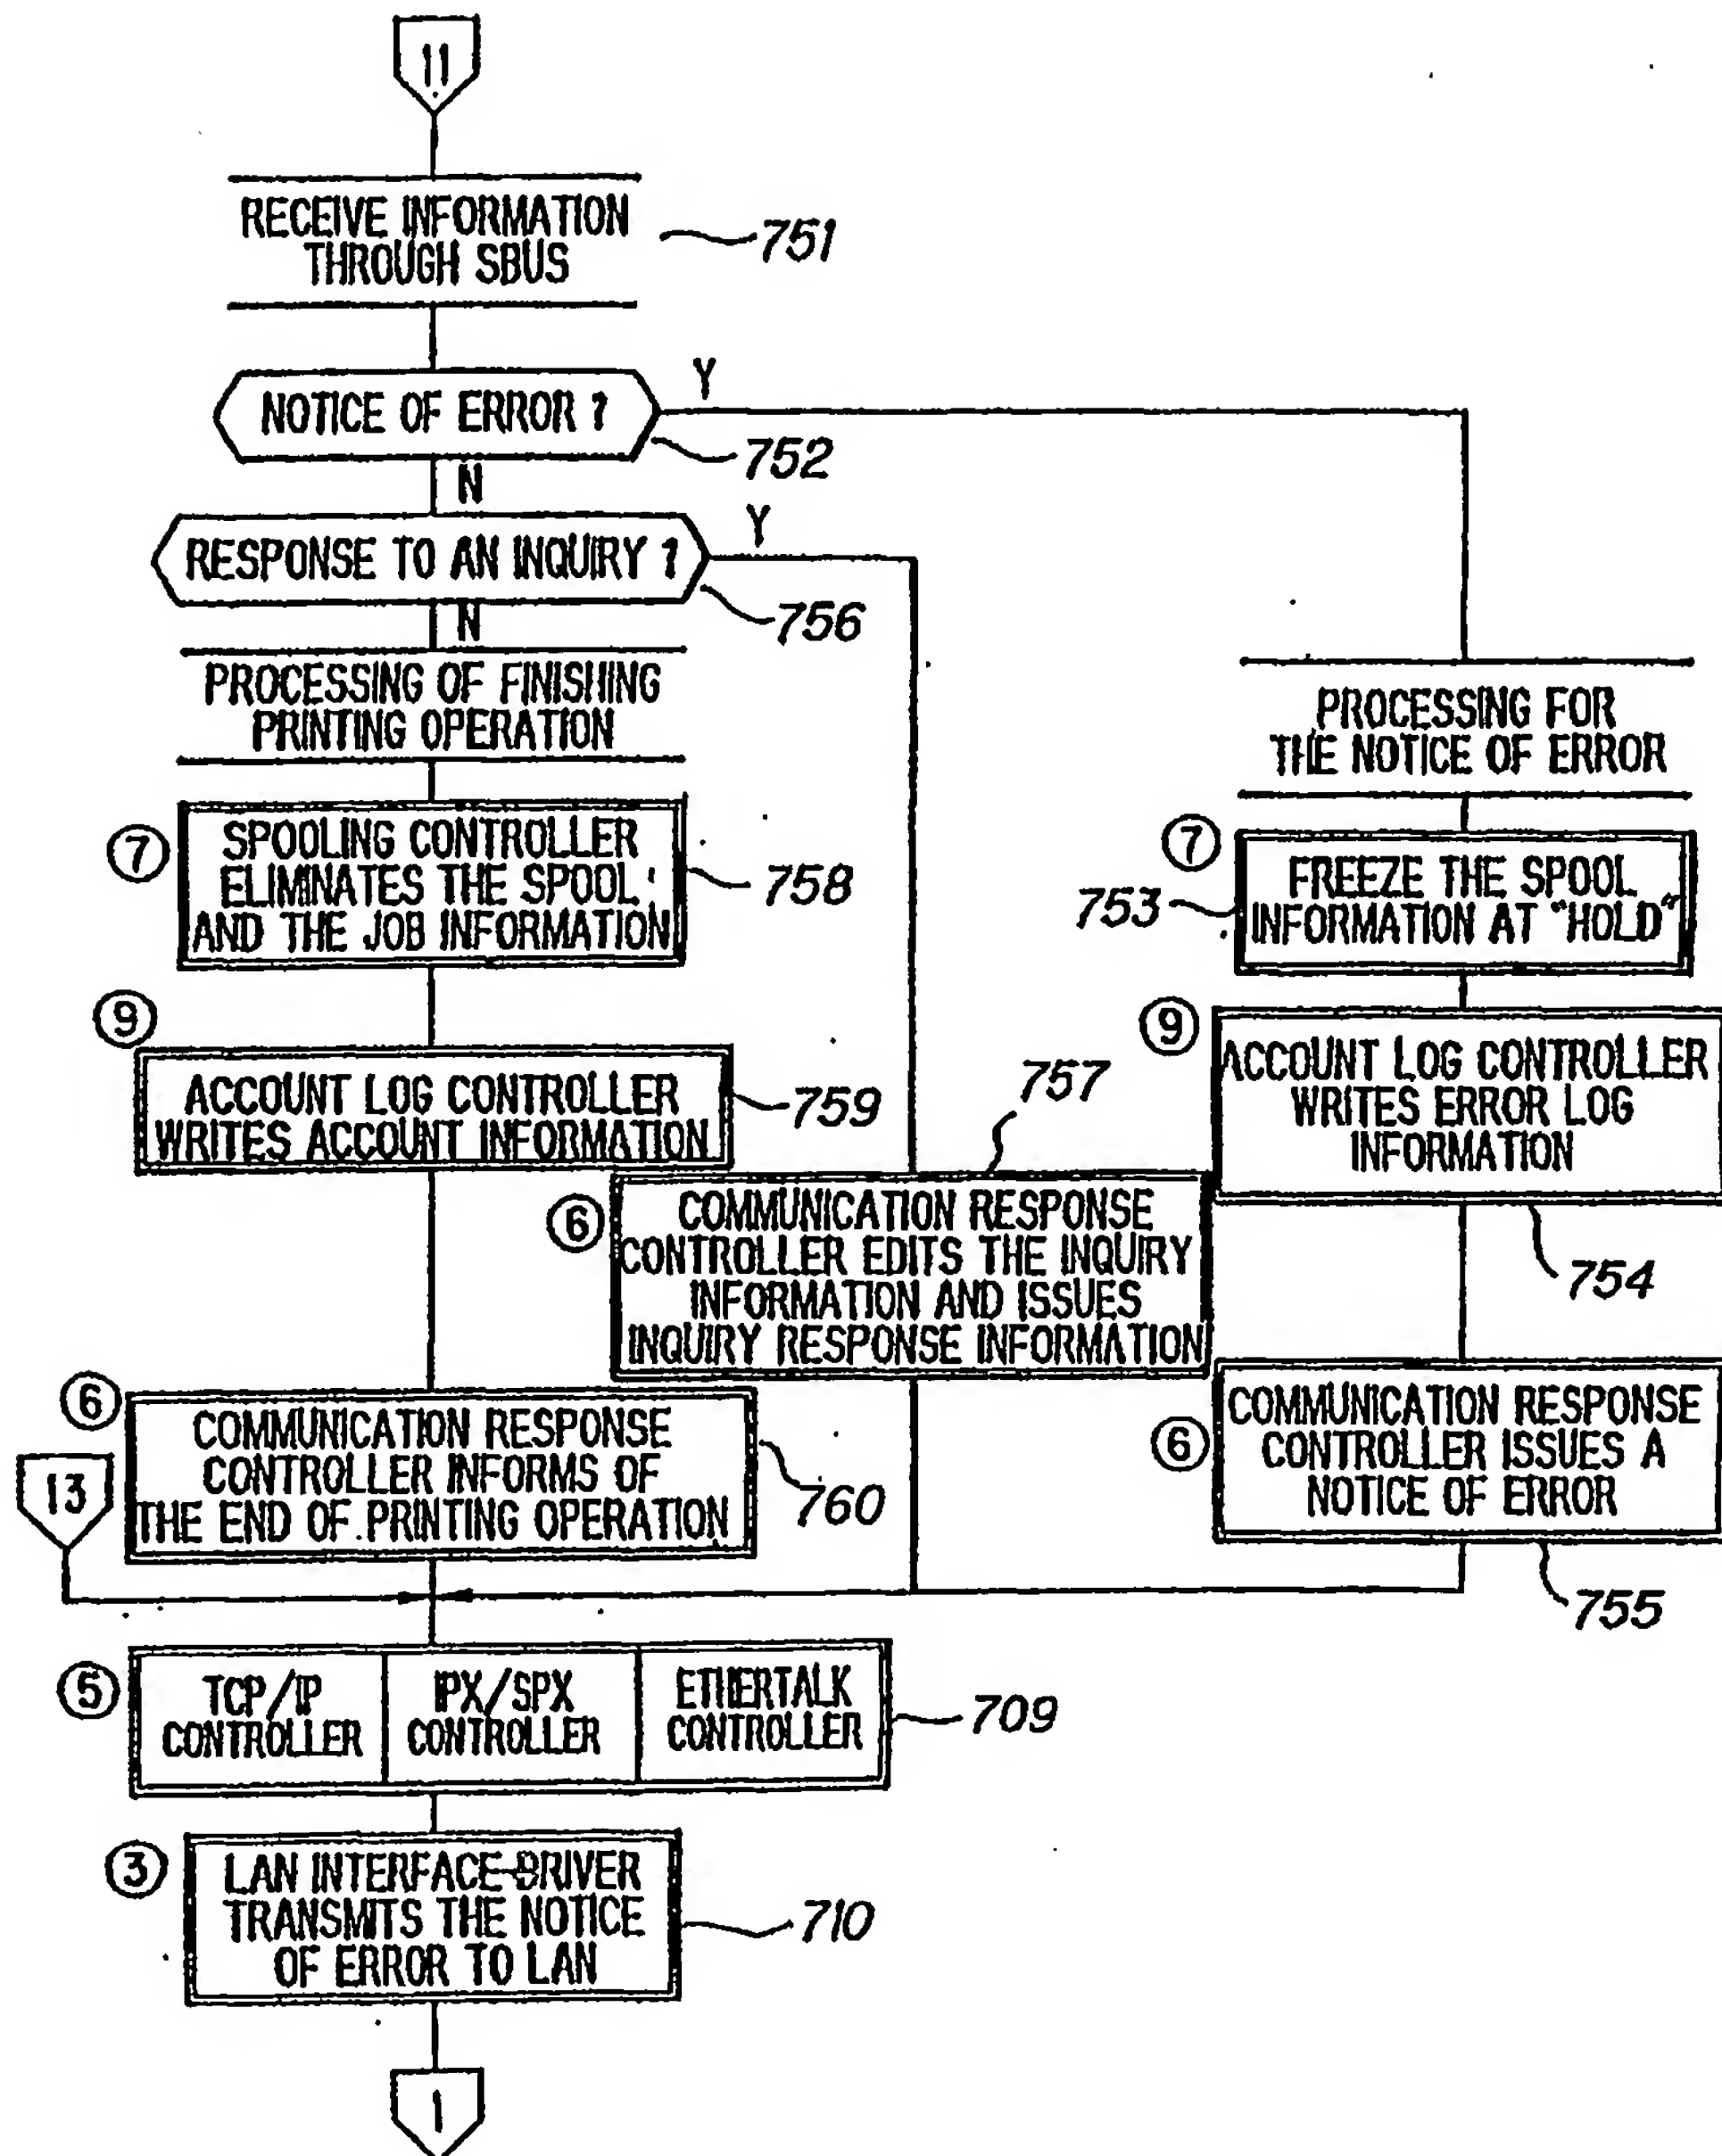 11
RECEIVE INFORMATION
THROUGH SBUS
751
NOTICE OF ERROR ?
Y
752
N
RESPONSE TO AN INQUIRY ?
Y
756
N
PROCESSING OF FINISHING
PRINTING OPERATION
PROCESSING FOR
THE NOTICE OF ERROR
7
SPOOLING CONTROLLER
ELIMINATES THE SPOOL
AND THE JOB INFORMATION
758
7
FREEZE THE SPOOL
INFORMATION AT "HOLD"
753
9
ACCOUNT LOG CONTROLLER
WRITES ACCOUNT INFORMATION
759
9
ACCOUNT LOG CONTROLLER
WRITES ERROR LOG
INFORMATION
754
757
6
COMMUNICATION RESPONSE
CONTROLLER EDITS THE INQUIRY
INFORMATION AND ISSUES
INQUIRY RESPONSE INFORMATION
6
COMMUNICATION RESPONSE
CONTROLLER INFORMS OF
THE END OF PRINTING OPERATION
760
6
COMMUNICATION RESPONSE
CONTROLLER ISSUES A
NOTICE OF ERROR
755
13
5
TCP/IP
CONTROLLER
IPX/SPX
CONTROLLER
ETHERTALK
CONTROLLER
709
3
LAN INTERFACE-DRIVER
TRANSMITS THE NOTICE
OF ERROR TO LAN
710
1